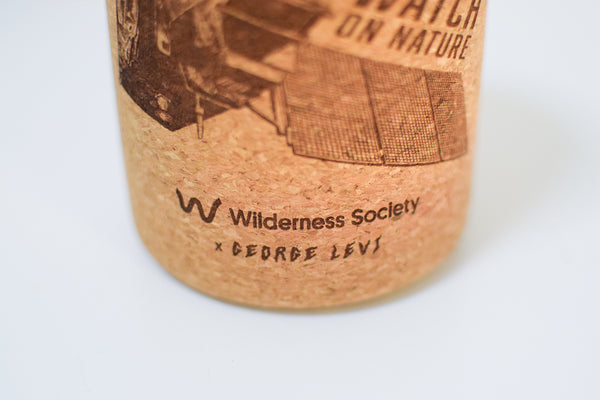 WATCH
ON NATURE
W Wilderness Society
x GEORGE LEVI